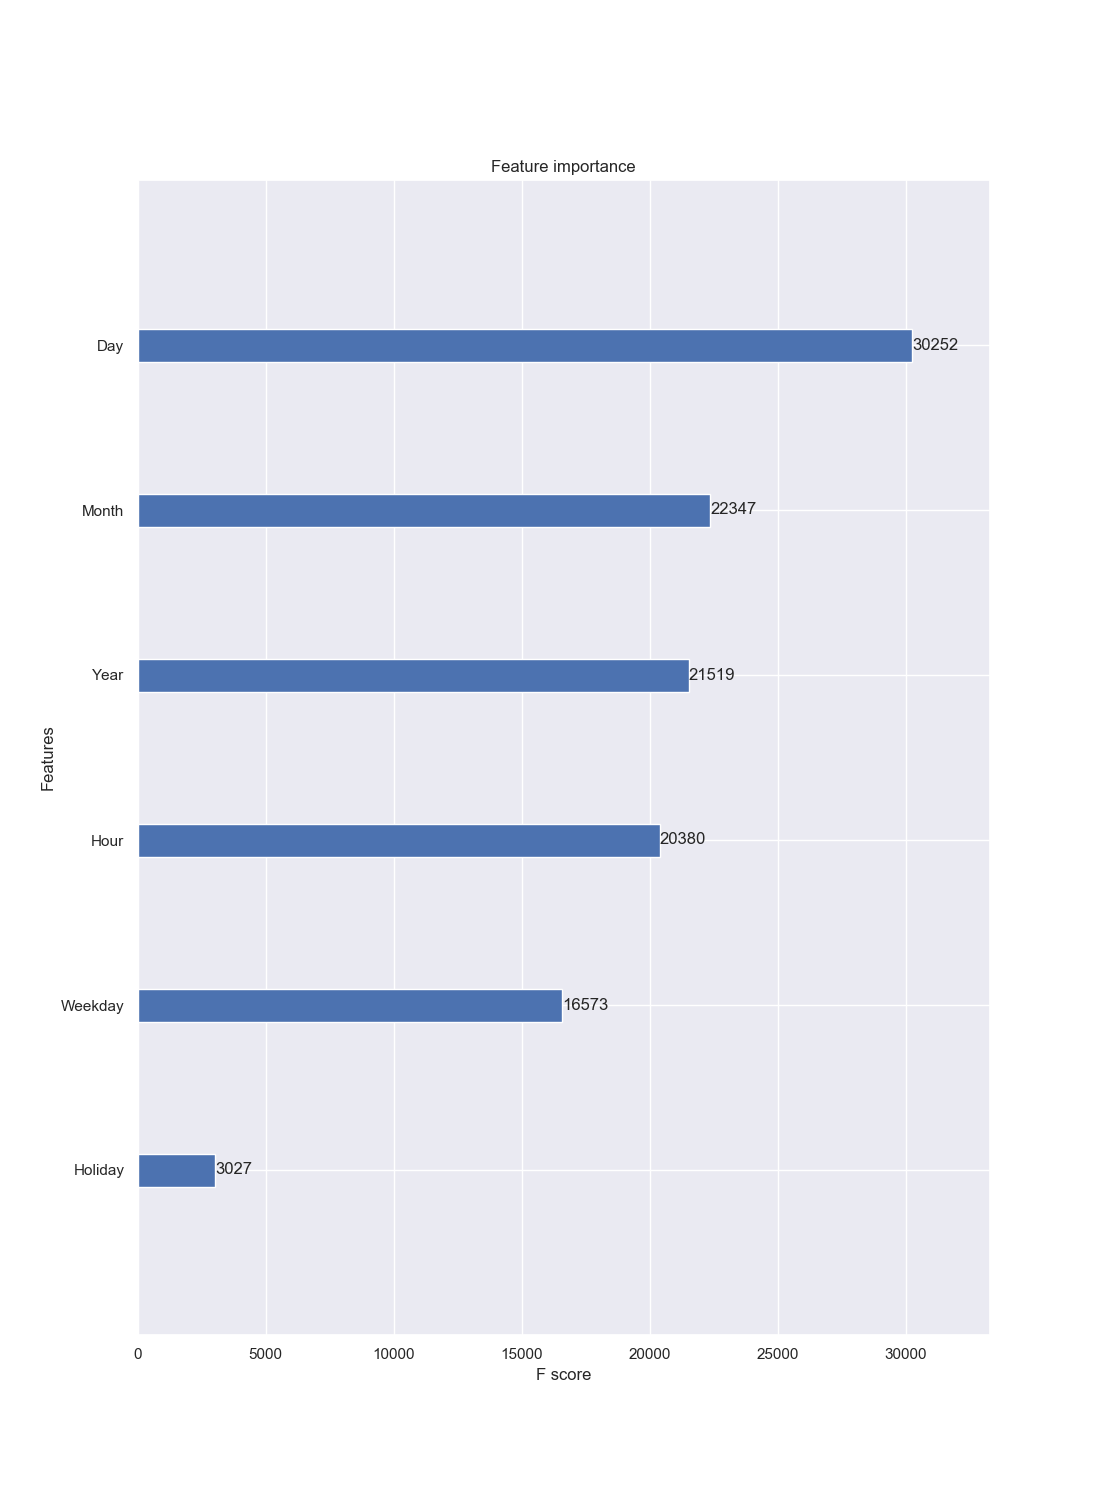 Feature importance
Day
30252
Month
22347
Year
21519
Features
Hour
20380
Weekday
16573
Holiday
3027
0 5000 10000 15000 20000 25000 30000
F score